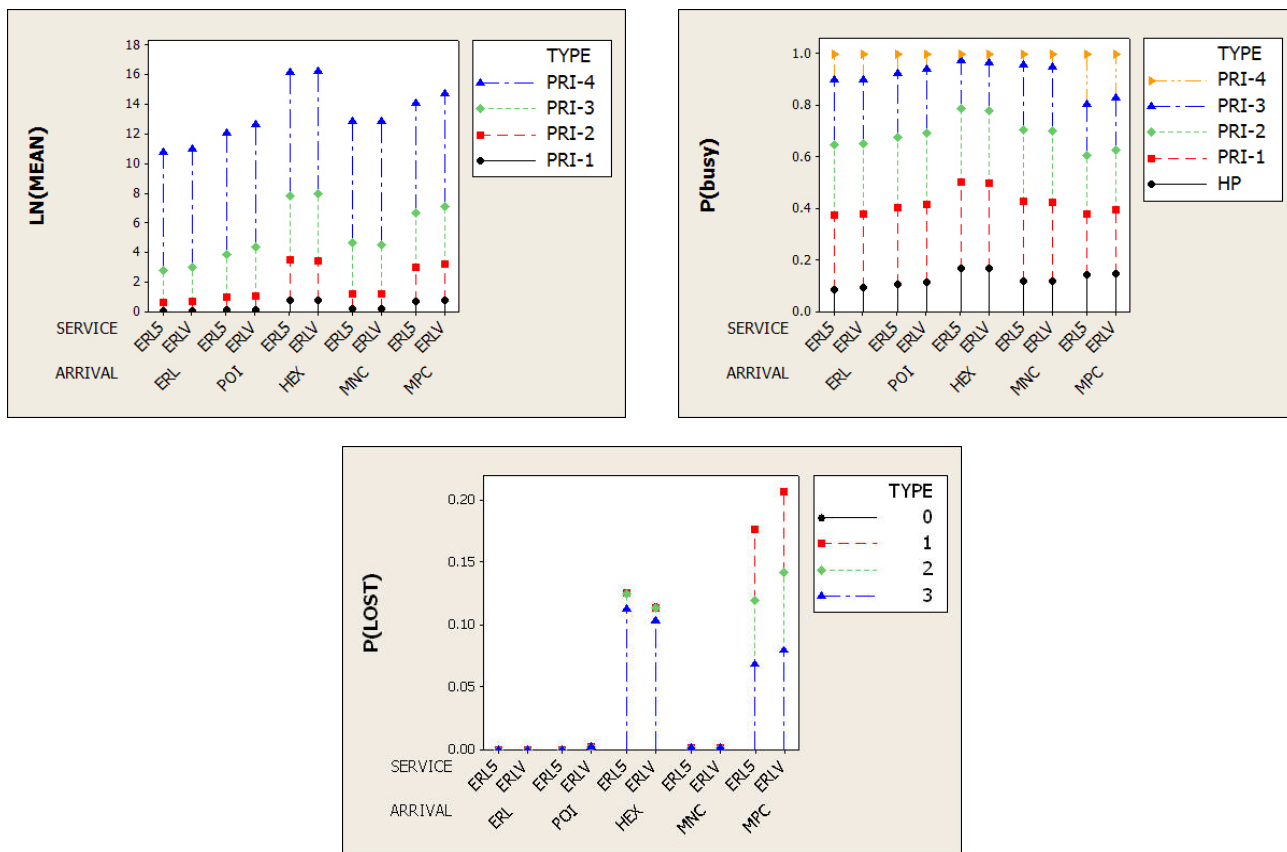 LN(MEAN)
18
16
14
12
10
8
6
4
2
0
SERVICE ERL5 ERLV ERL5 ERLV ERL5 ERLV ERL5 ERLV ERL5 ERLV
ARRIVAL ERL POI HEX MNC MPC
TYPE
PRI-4
PRI-3
PRI-2
PRI-1
P(busy)
1.0
0.8
0.6
0.4
0.2
0.0
SERVICE ERL5 ERLV ERL5 ERLV ERL5 ERLV ERL5 ERLV ERL5 ERLV
ARRIVAL ERL POI HEX MNC MPC
TYPE
PRI-4
PRI-3
PRI-2
PRI-1
HP
P(LOST)
0.20
0.15
0.10
0.05
0.00
SERVICE ERL5 ERLV ERL5 ERLV ERL5 ERLV ERL5 ERLV ERL5 ERLV
ARRIVAL ERL POI HEX MNC MPC
TYPE
0
1
2
3